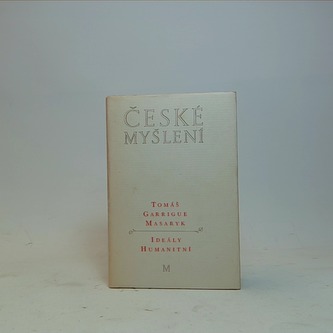 ČESKÉ
MYŠLENÍ
TOMÁŠ
GARRIGUE
MASARYK
IDEÁLY
HUMANITNÍ
M